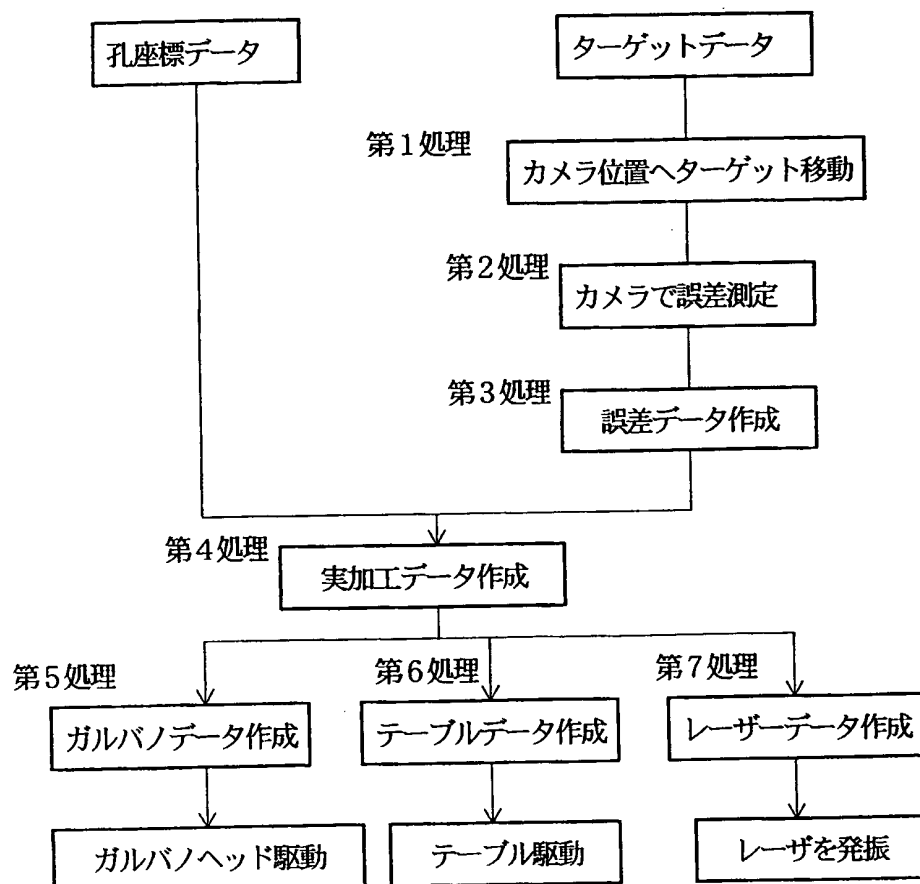 孔座標データ
ターゲットデータ
第1処理
カメラ位置へターゲット移動
第2処理
カメラで誤差測定
第3処理
誤差データ作成
第4処理
実加工データ作成
第5処理
第6処理
第7処理
ガルバノデータ作成
テーブルデータ作成
レーザーデータ作成
ガルバノヘッド駆動
テーブル駆動
レーザを発振